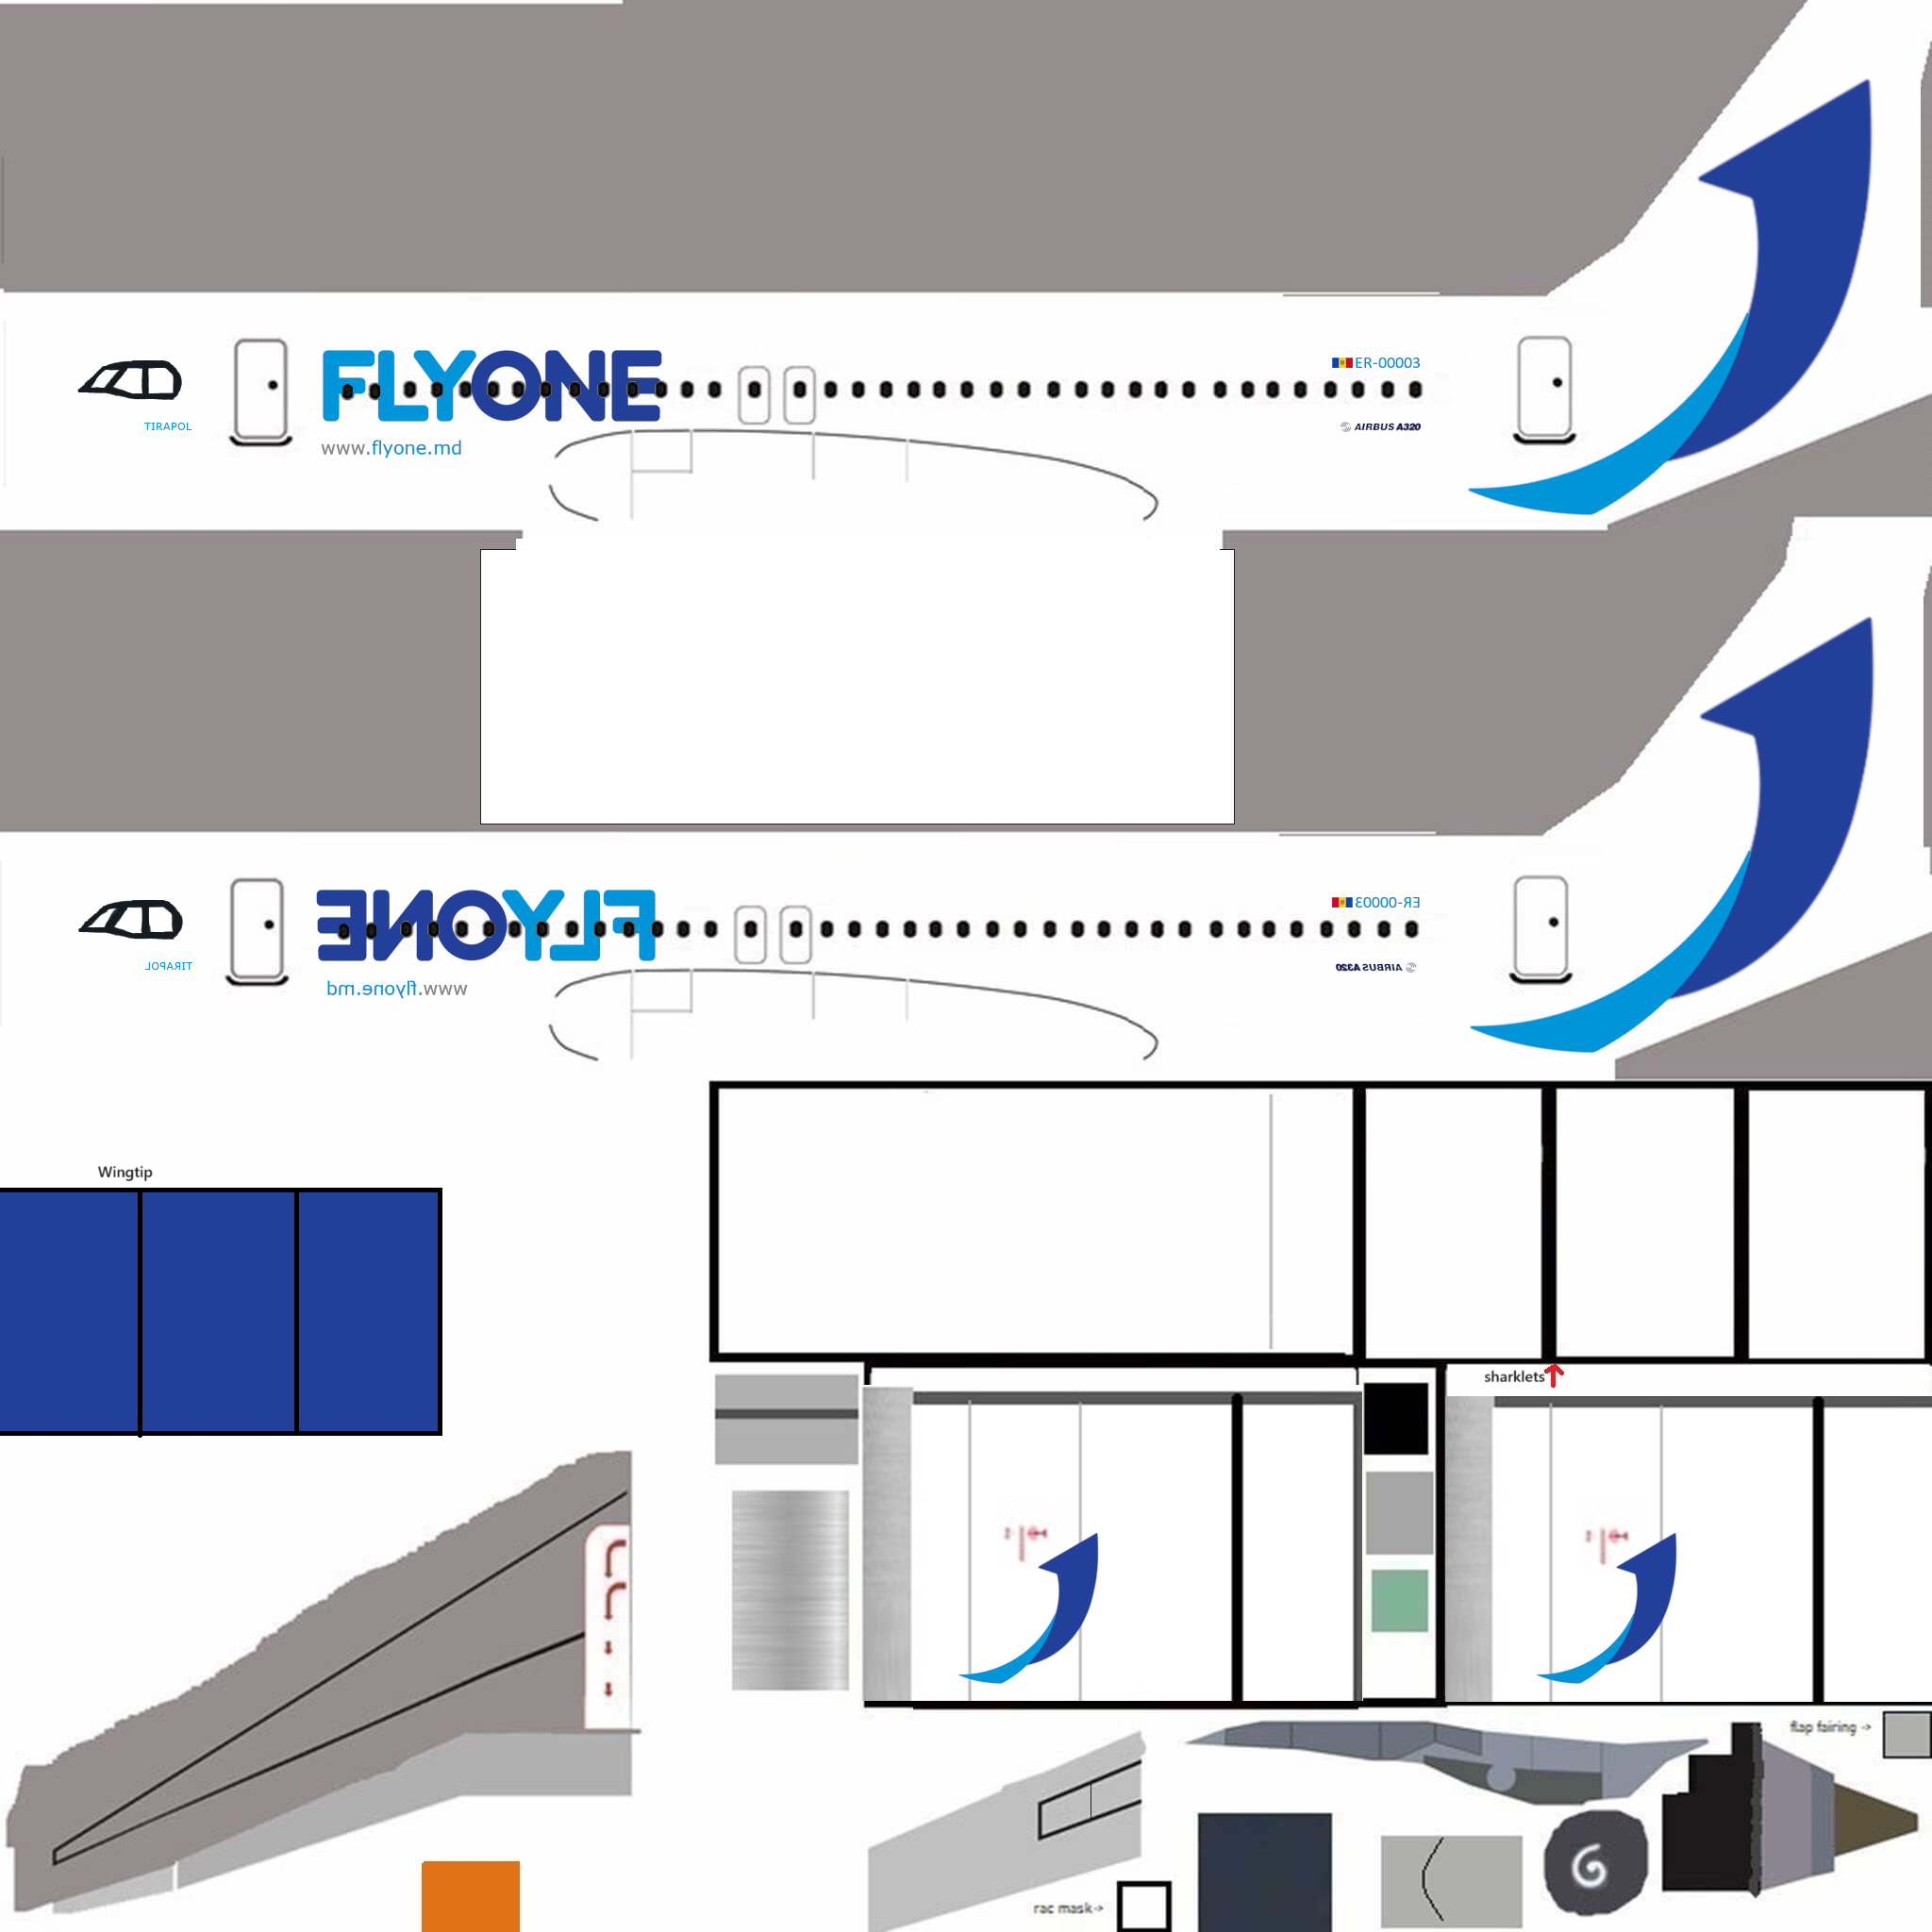 FLYONE
ER-00003
TIRAPOL
AIRBUS A320
www.flyone.md
FLYONE
ER-00003
TIRAPOL
AIRBUS A320
www.flyone.md
Wingtip
sharklets
flap fairing ->
rac mask->